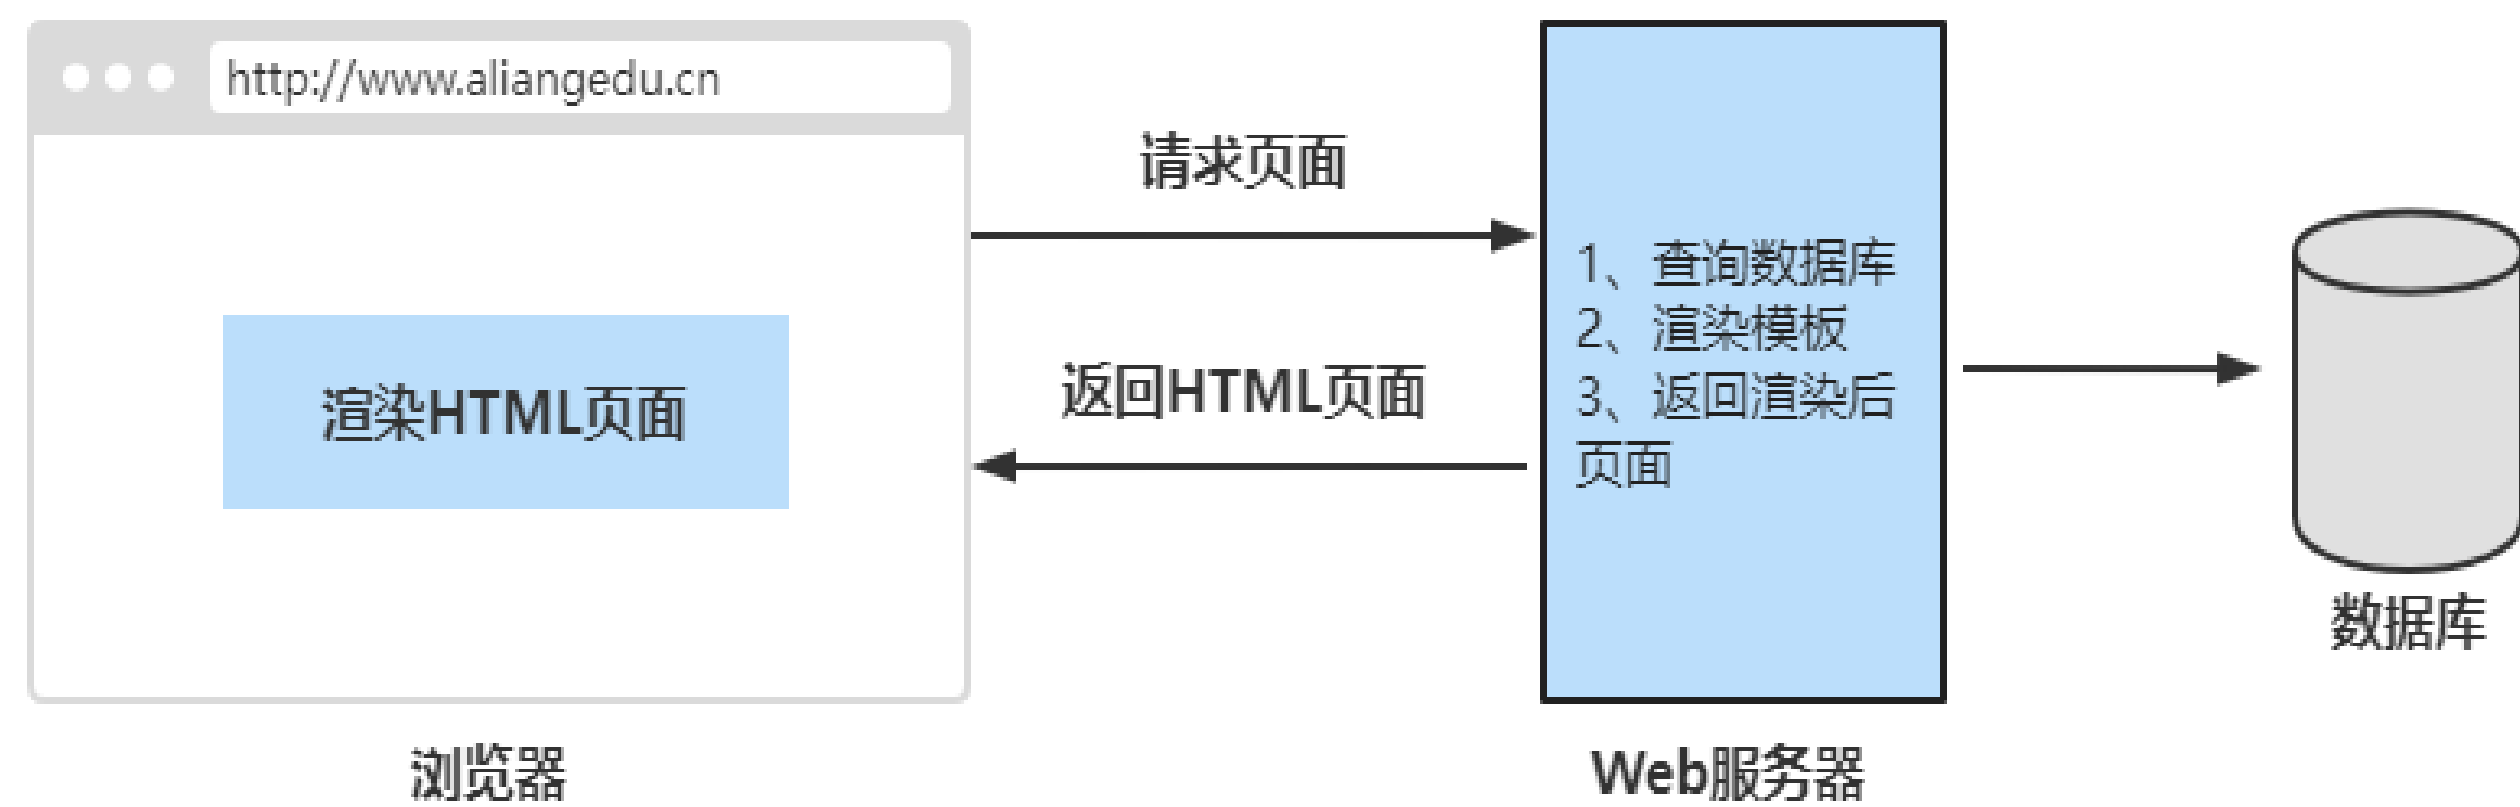 http://www.aliangedu.cn
请求页面
1、查询数据库
2、渲染模板
3、返回渲染后
页面
返回HTML页面
渲染HTML页面
数据库
浏览器
Web服务器